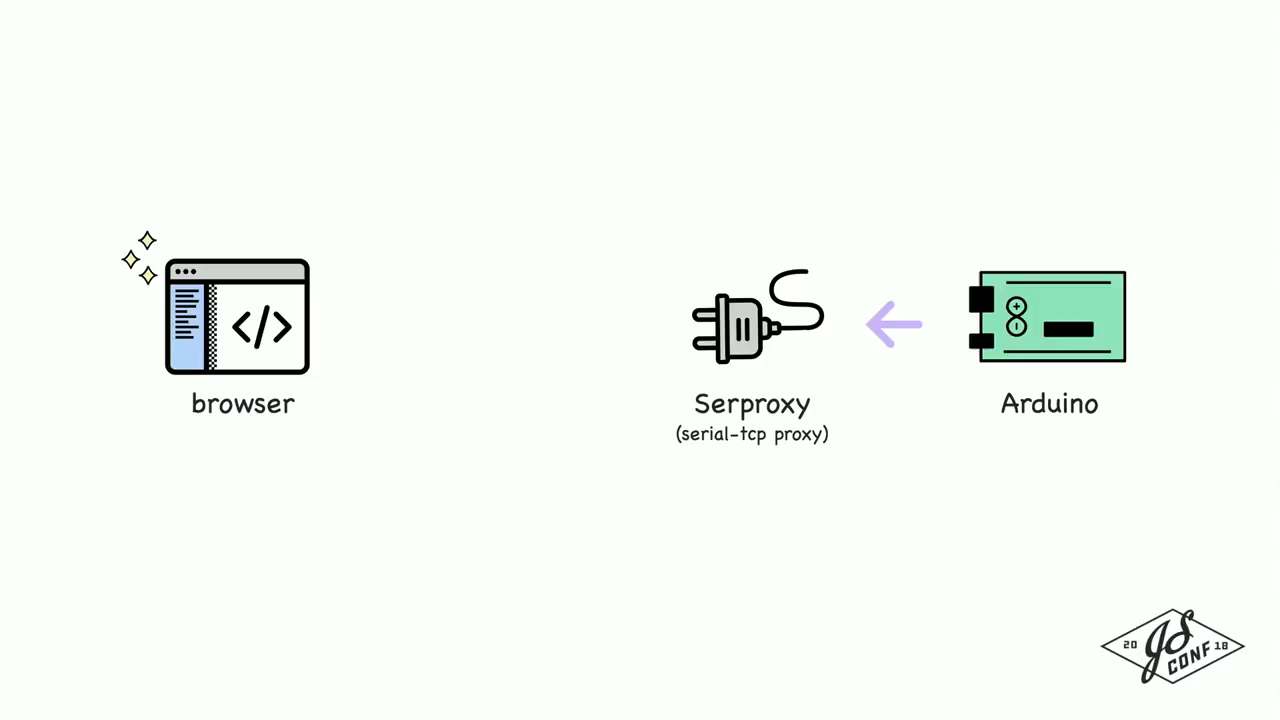 </>
browser
Serproxy
(serial-tcp proxy)
Arduino
20 JS CONF 18